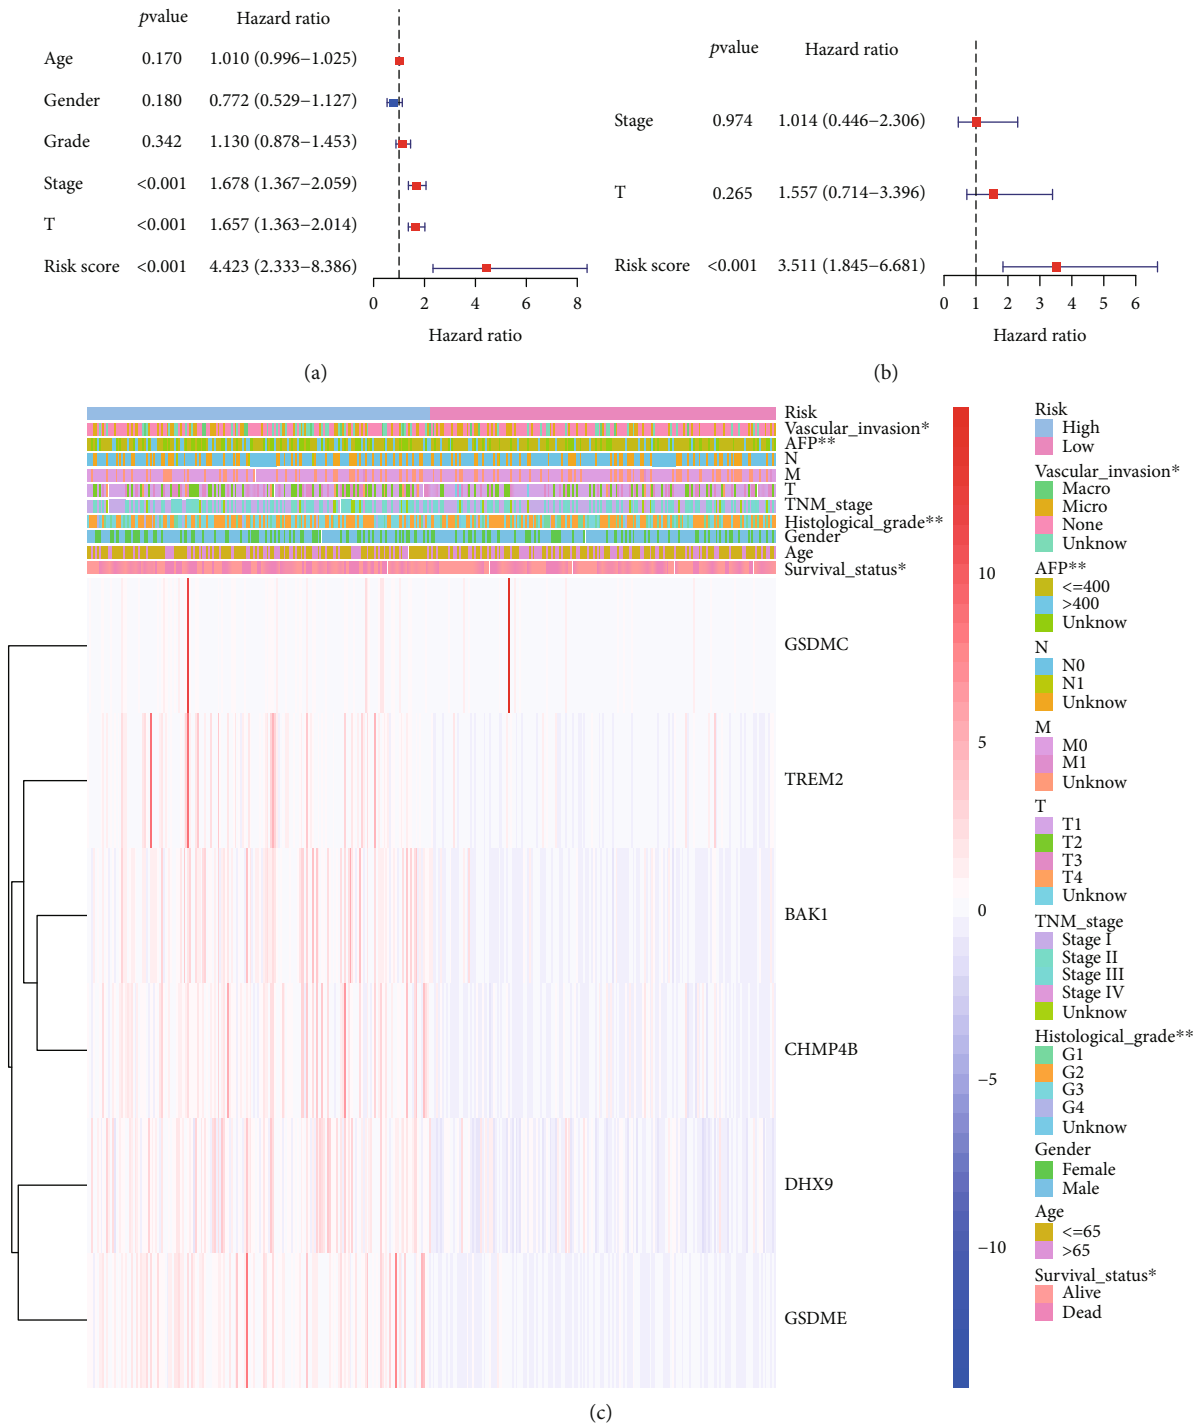 pvalue Hazard ratio
Age 0.170 1.010 (0.996−1.025)
Gender 0.180 0.772 (0.529−1.127)
Grade 0.342 1.130 (0.878−1.453)
Stage <0.001 1.678 (1.367−2.059)
T <0.001 1.657 (1.363−2.014)
Risk score <0.001 4.423 (2.333−8.386)
0 2 4 6 8
Hazard ratio
(a)
pvalue Hazard ratio
Stage 0.974 1.014 (0.446−2.306)
T 0.265 1.557 (0.714−3.396)
Risk score <0.001 3.511 (1.845−6.681)
0 1 2 3 4 5 6
Hazard ratio
(b)
Risk
Vascular_invasion*
AFP**
N
M
T
TNM_stage
Histological_grade**
Gender
Age
Survival_status*
GSDMC
TREM2
BAK1
CHMP4B
DHX9
GSDME
10
5
0
−5
−10
Risk
High
Low
Vascular_invasion*
Macro
Micro
None
Unknow
AFP**
<=400
>400
Unknow
N
N0
N1
Unknow
M
M0
M1
Unknow
T
T1
T2
T3
T4
Unknow
TNM_stage
Stage I
Stage II
Stage III
Stage IV
Unknow
Histological_grade**
G1
G2
G3
G4
Unknow
Gender
Female
Male
Age
<=65
>65
Survival_status*
Alive
Dead
(c)